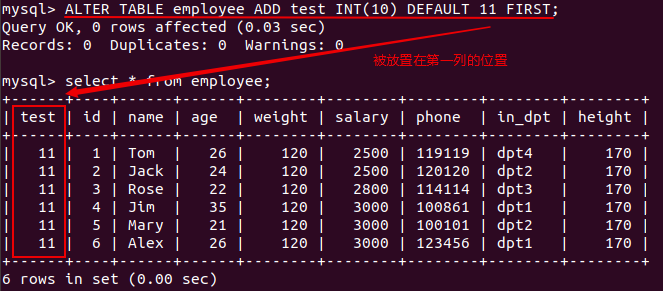 mysql> ALTER TABLE employee ADD test INT(10) DEFAULT 11 FIRST;
Query OK, 0 rows affected (0.03 sec)
Records: 0  Duplicates: 0  Warnings: 0
被放置在第一列的位置
mysql> select * from employee;
+------+----+------+------+--------+--------+--------+--------+--------+
| test | id | name | age  | weight | salary | phone  | in_dpt | height |
+------+----+------+------+--------+--------+--------+--------+--------+
|   11 |  1 | Tom  |   26 |    120 |   2500 | 119119 | dpt4   |    170 |
|   11 |  2 | Jack |   24 |    120 |   2500 | 120120 | dpt2   |    170 |
|   11 |  3 | Rose |   22 |    120 |   2800 | 114114 | dpt3   |    170 |
|   11 |  4 | Jim  |   35 |    120 |   3000 | 100861 | dpt1   |    170 |
|   11 |  5 | Mary |   21 |    120 |   3000 | 100101 | dpt2   |    170 |
|   11 |  6 | Alex |   26 |    120 |   3000 | 123456 | dpt1   |    170 |
+------+----+------+------+--------+--------+--------+--------+--------+
6 rows in set (0.00 sec)